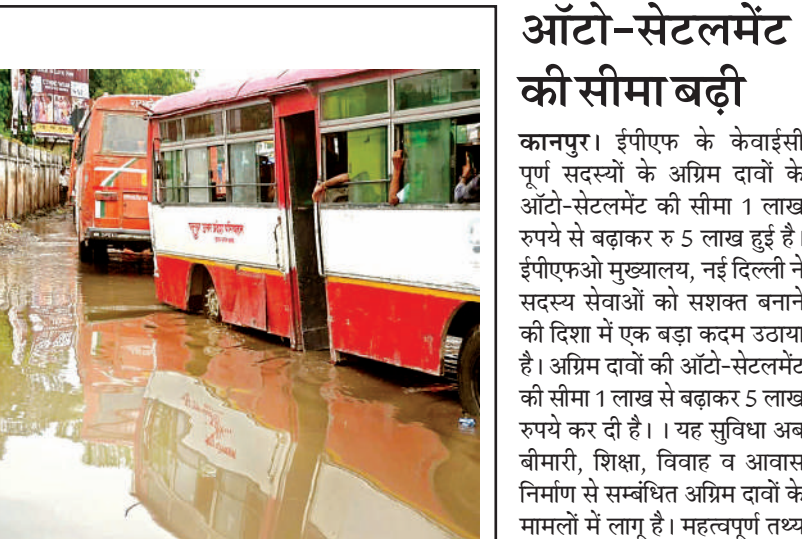 ऑटो-सेटलमेंट
की सीमा बढ़ी
कानपुर। ईपीएफ के केवाईसी
पूर्ण सदस्यों के अग्रिम दावों के
ऑटो-सेटलमेंट की सीमा 1 लाख
रुपये से बढ़ाकर रु 5 लाख हुई है।
ईपीएफओ मुख्यालय, नई दिल्ली ने
सदस्य सेवाओं को सशक्त बनाने
की दिशा में एक बड़ा कदम उठाया
है। अग्रिम दावों की ऑटो-सेटलमेंट
की सीमा 1 लाख से बढ़ाकर 5 लाख
रुपये कर दी है। । यह सुविधा अब
बीमारी, शिक्षा, विवाह व आवास
निर्माण से सम्बंधित अग्रिम दावों के
मामलों में लागू है। महत्वपूर्ण तथ्य